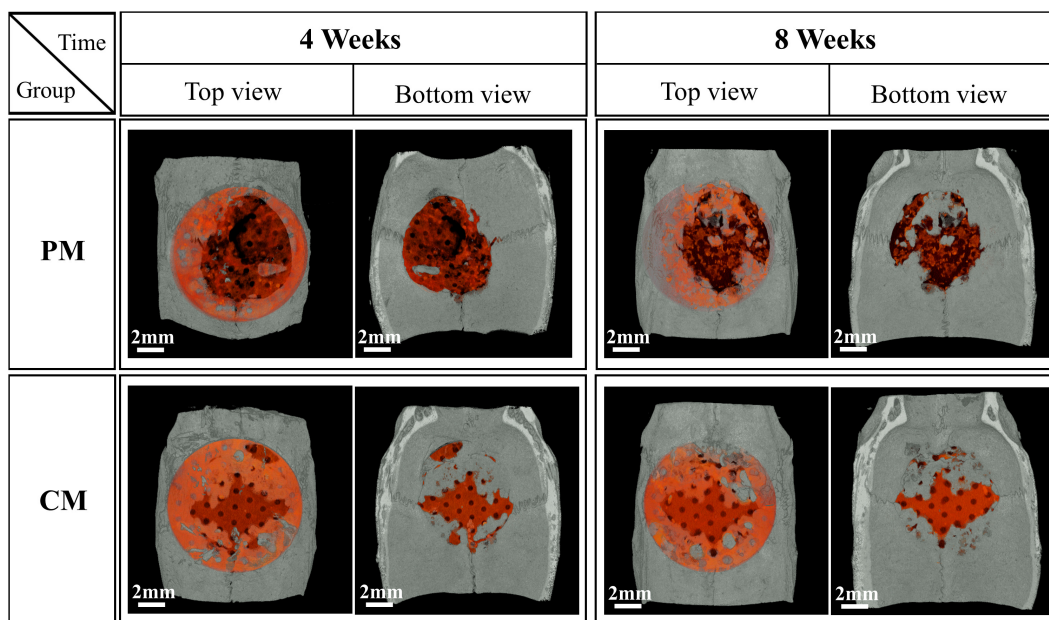 Time
Group
4 Weeks
8 Weeks
Top view
Bottom view
Top view
Bottom view
PM
2mm
2mm
2mm
2mm
CM
2mm
2mm
2mm
2mm